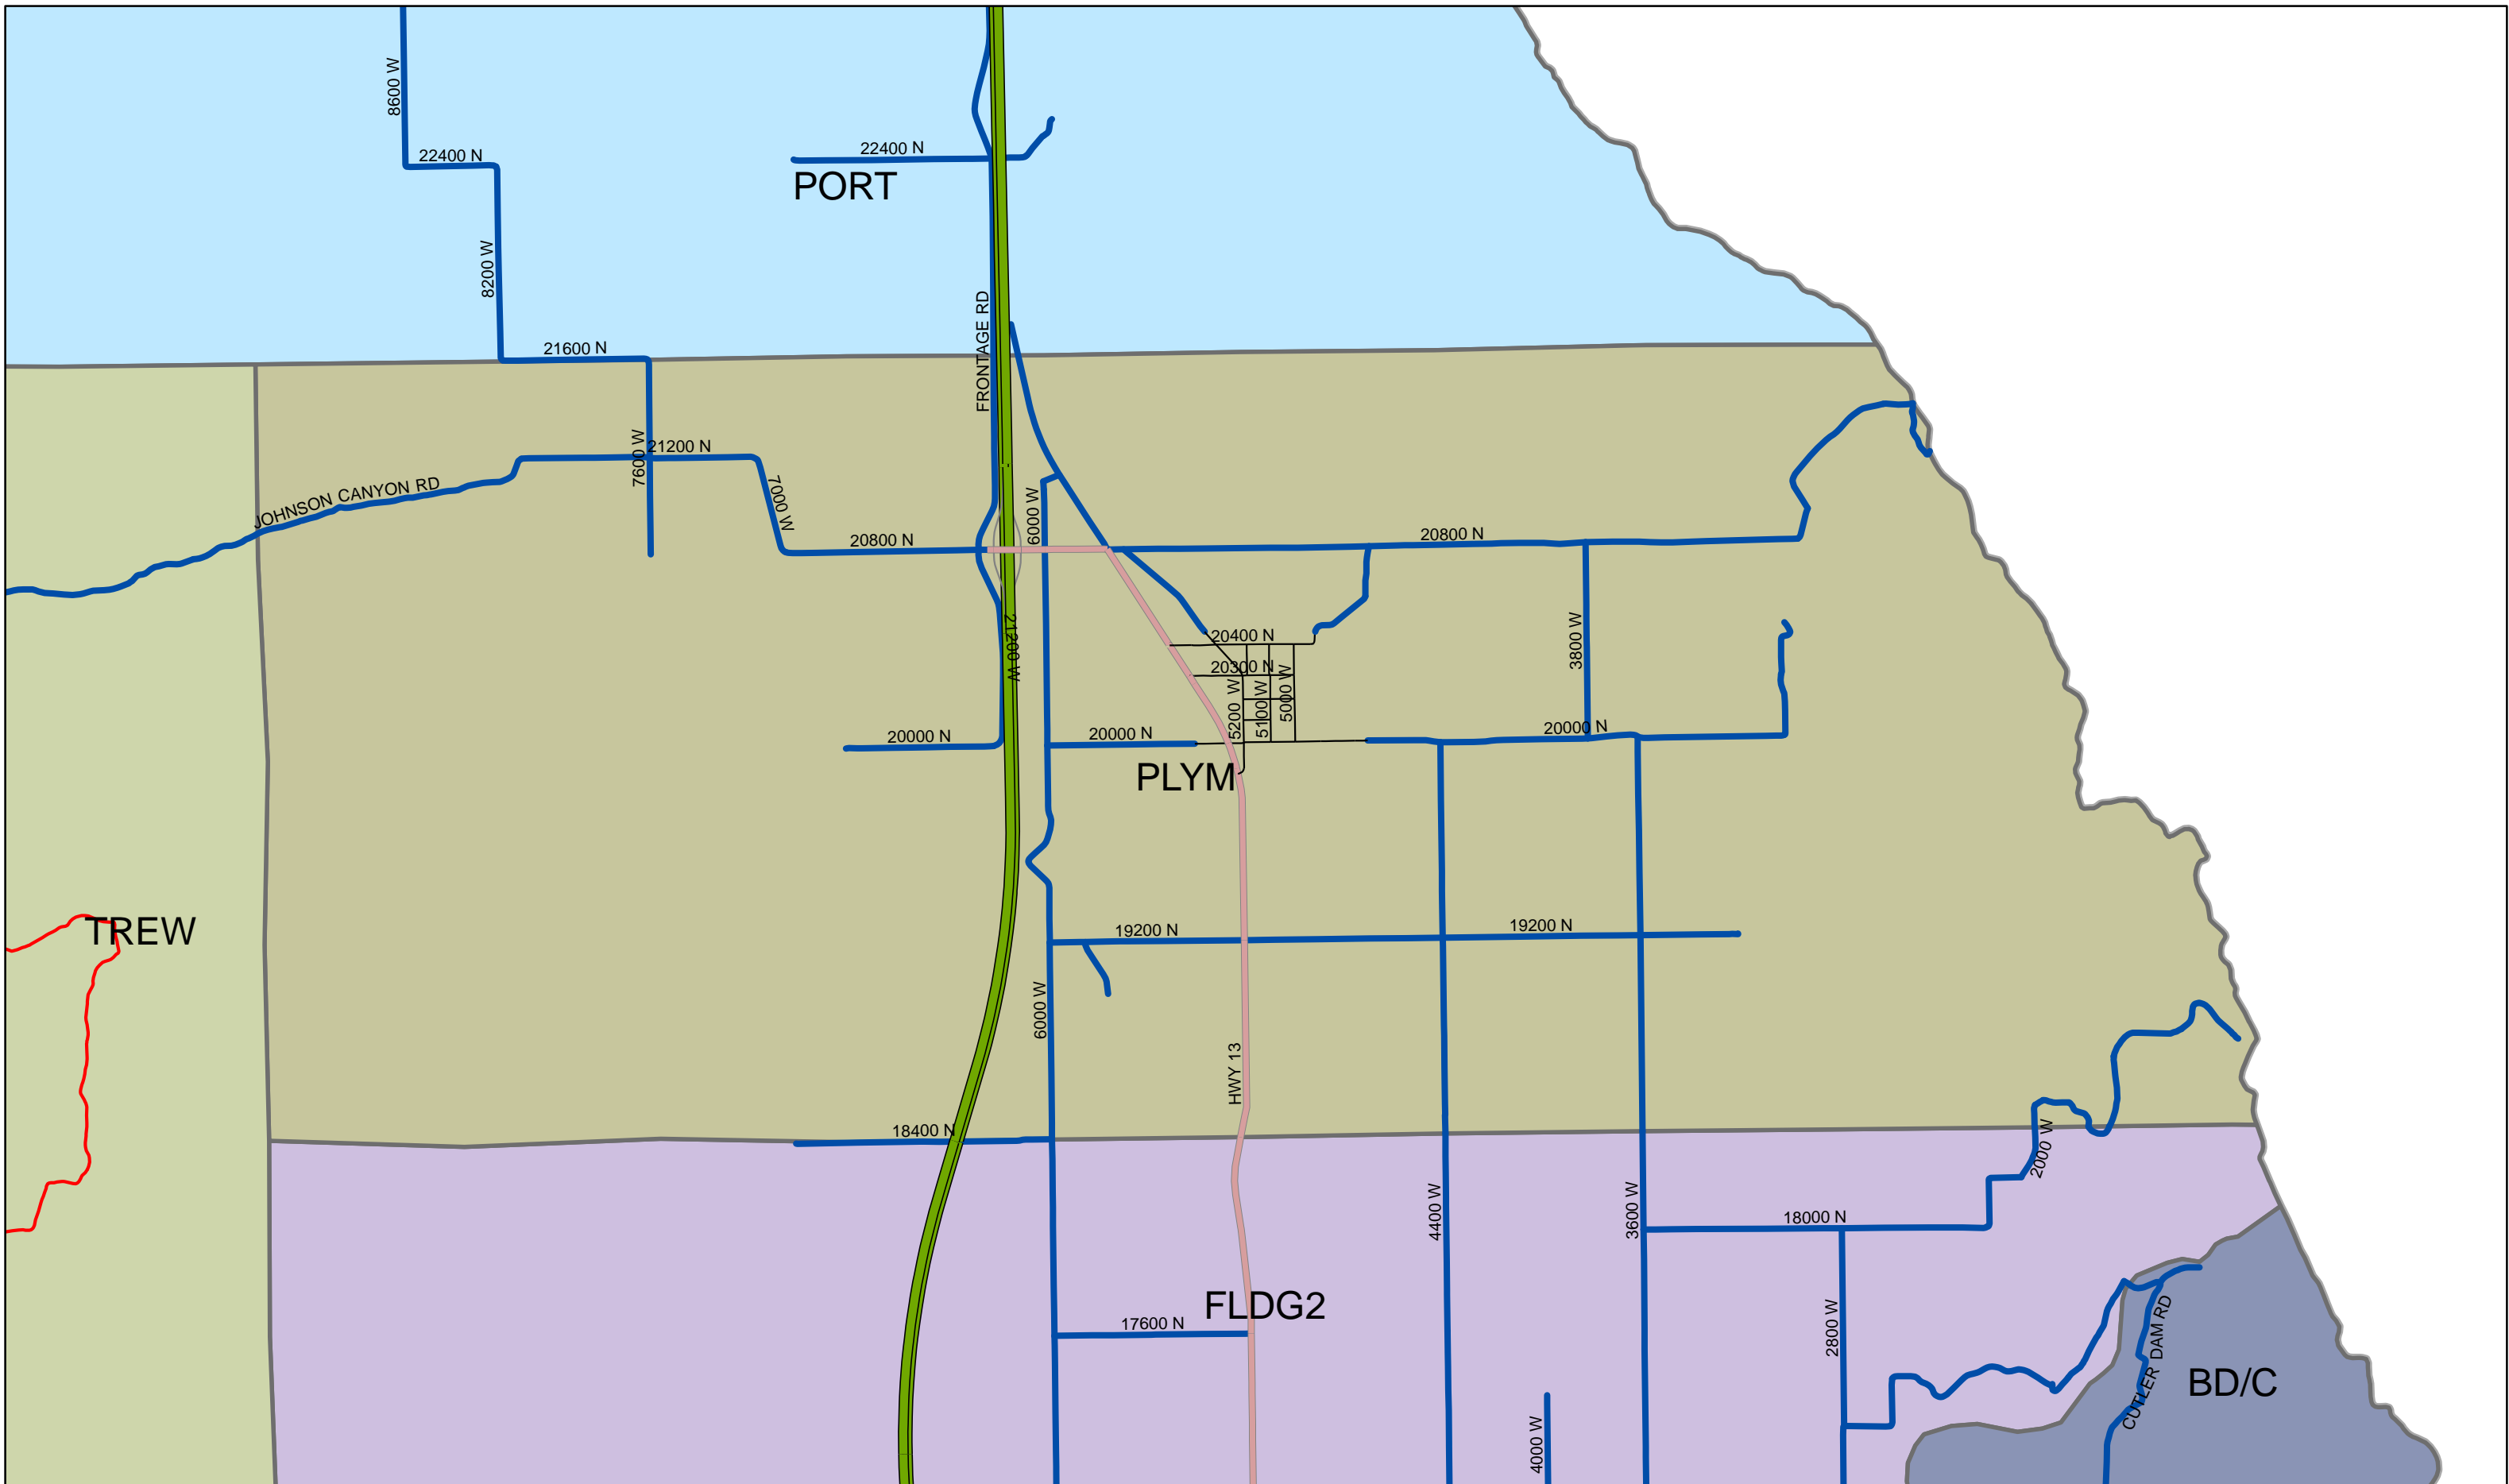 8600 W
22400 N
22400 N
PORT
8200 W
FRONTAGE RD
21600 N
7600 W
21200 N
JOHNSON CANYON RD
7000 W
6000 W
20800 N
20800 N
21200 W
20400 N
20300 N
3800 W
5200 W
5100 W
5000 W
20000 N
20000 N
20000 N
PLYM
TREW
19200 N
19200 N
6000 W
HWY 13
18400 N
2000 W
4400 W
3600 W
18000 N
FLDG2
17600 N
2800 W
CUTLER DAM RD
BD/C
4000 W